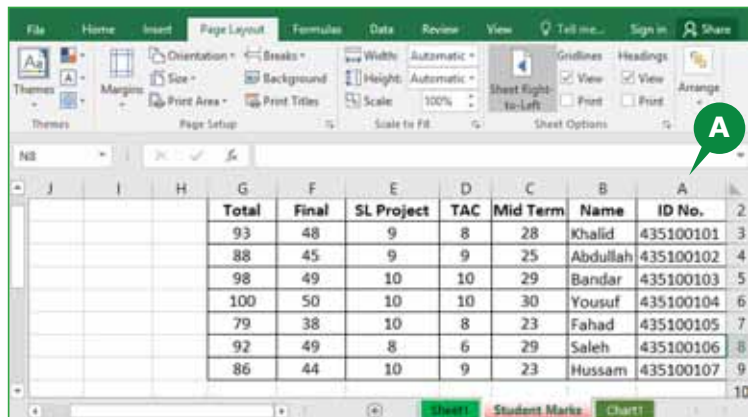 File Home Insert Page Layout Formulas Data Review View Tell me... Sign in Share
Themes Margins Orientation Size Print Area Breaks Background Print Titles Width: Automatic Height: Automatic Scale: 100% Sheet Right-to-Left Gridlines View Print Headings View Print Arrange
Themes Page Setup Scale to Fit Sheet Options
A
N8 fx
J I H G F E D C B A
Total Final SL Project TAC Mid Term Name ID No. 2
93 48 9 8 28 Khalid 435100101 3
88 45 9 9 25 Abdullah 435100102 4
98 49 10 10 29 Bandar 435100103 5
100 50 10 10 30 Yousuf 435100104 6
79 38 10 8 23 Fahad 435100105 7
92 49 8 6 29 Saleh 435100106 8
86 44 10 9 23 Hussam 435100107 9
10
Sheet1 Student Marks Chart1